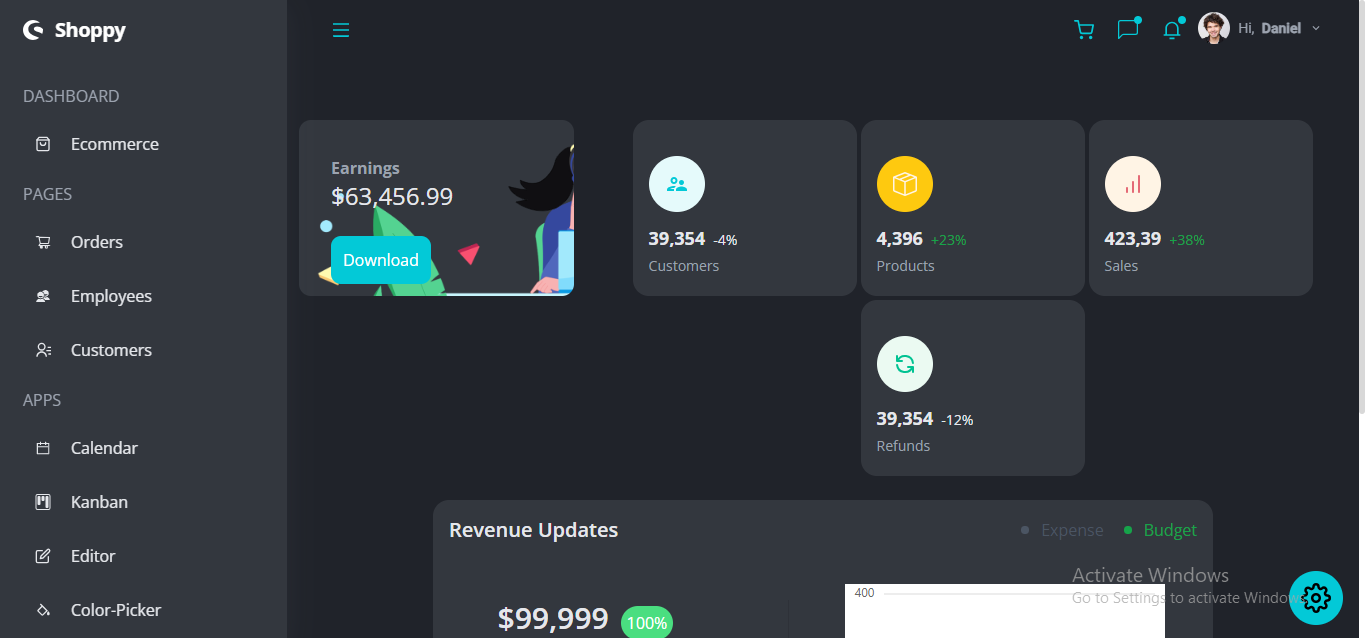 Shoppy
Hi, Daniel
DASHBOARD
Ecommerce
PAGES
Orders
Employees
Customers
APPS
Calendar
Kanban
Editor
Color-Picker
Earnings
$63,456.99
Download
39,354 -4%
Customers
4,396 +23%
Products
423,39 +38%
Sales
39,354 -12%
Refunds
Revenue Updates
Expense
Budget
$99,999 100%
400
Activate Windows
Go to Settings to activate Windows.